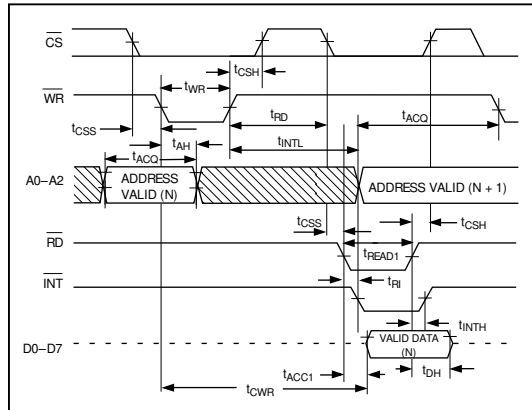 CS
tCSH
tWR
WR
tRD
tACQ
tCSS
tAH
tINTL
tACQ
A0–A2
ADDRESS
VALID (N)
ADDRESS VALID (N + 1)
tCSS
tCSH
RD
tREAD1
tRI
INT
tINTH
D0–D7
VALID DATA
(N)
tACC1
tDH
tCWR